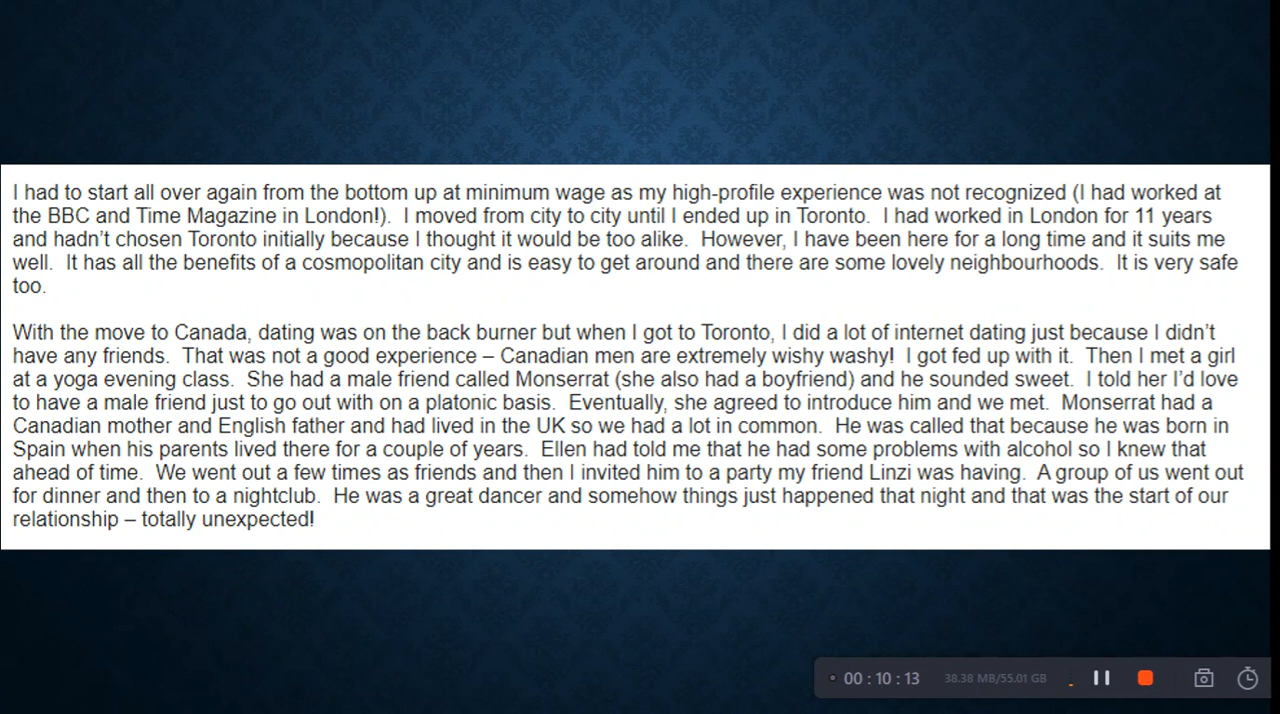 I had to start all over again from the bottom up at minimum wage as my high-profile experience was not recognized (I had worked at
the BBC and Time Magazine in London!).  I moved from city to city until I ended up in Toronto.  I had worked in London for 11 years
and hadn’t chosen Toronto initially because I thought it would be too alike.  However, I have been here for a long time and it suits me
well.  It has all the benefits of a cosmopolitan city and is easy to get around and there are some lovely neighbourhoods.  It is very safe
too.
With the move to Canada, dating was on the back burner but when I got to Toronto, I did a lot of internet dating just because I didn’t
have any friends.  That was not a good experience – Canadian men are extremely wishy washy!  I got fed up with it.  Then I met a girl
at a yoga evening class.  She had a male friend called Monserrat (she also had a boyfriend) and he sounded sweet.  I told her I’d love
to have a male friend just to go out with on a platonic basis.  Eventually, she agreed to introduce him and we met.  Monserrat had a
Canadian mother and English father and had lived in the UK so we had a lot in common.  He was called that because he was born in
Spain when his parents lived there for a couple of years.  Ellen had told me that he had some problems with alcohol so I knew that
ahead of time.  We went out a few times as friends and then I invited him to a party my friend Linzi was having.  A group of us went out
for dinner and then to a nightclub.  He was a great dancer and somehow things just happened that night and that was the start of our
relationship – totally unexpected!
00 : 10 : 13 38.38 MB/55.01 GB